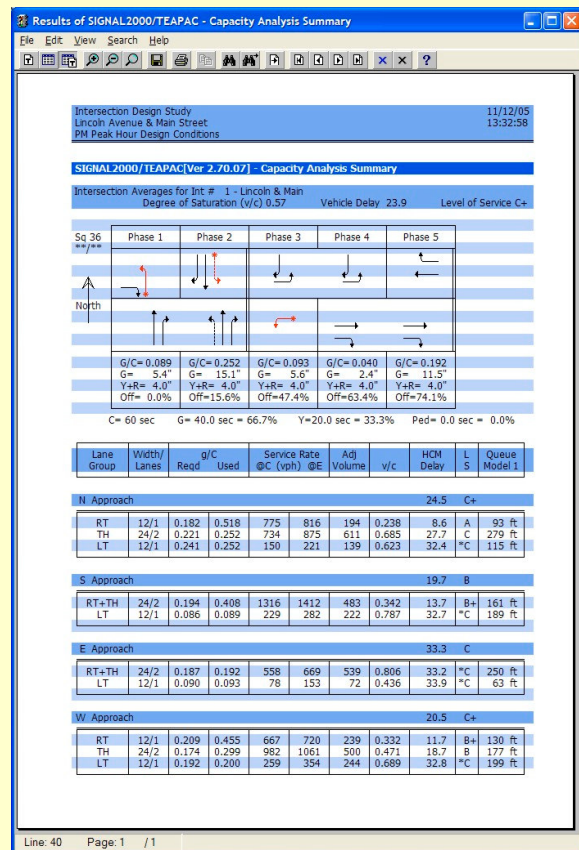 Results of SIGNAL2000/TEAPAC - Capacity Analysis Summary
File Edit View Search Help
Intersection Design Study 11/12/05
Lincoln Avenue & Main Street 13:32:58
PM Peak Hour Design Conditions
SIGNAL2000/TEAPAC[Ver 2.70.07] - Capacity Analysis Summary
Intersection Averages for Int # 1 - Lincoln & Main
Degree of Saturation (v/c) 0.57 Vehicle Delay 23.9 Level of Service C+
Sq 36 Phase 1 Phase 2 Phase 3 Phase 4 Phase 5
**/**
North
G/C= 0.089 G/C= 0.252 G/C= 0.093 G/C= 0.040 G/C= 0.192
G= 5.4" G= 15.1" G= 5.6" G= 2.4" G= 11.5"
Y+R= 4.0" Y+R= 4.0" Y+R= 4.0" Y+R= 4.0" Y+R= 4.0"
Off= 0.0% Off=15.6% Off=47.4% Off=63.4% Off=74.1%
C= 60 sec G= 40.0 sec = 66.7% Y=20.0 sec = 33.3% Ped= 0.0 sec = 0.0%
Lane Width/ g/C Service Rate Adj HCM L Queue
Group Lanes Reqd Used @C (vph) @E Volume v/c Delay S Model 1
N Approach 24.5 C+
RT 12/1 0.182 0.518 775 816 194 0.238 8.6 A 93 ft
TH 24/2 0.221 0.252 734 875 611 0.685 27.7 C 279 ft
LT 12/1 0.241 0.252 150 221 139 0.623 32.4 *C 115 ft
S Approach 19.7 B
RT+TH 24/2 0.194 0.408 1316 1412 483 0.342 13.7 B+ 161 ft
LT 12/1 0.086 0.089 229 282 222 0.787 32.7 *C 189 ft
E Approach 33.3 C
RT+TH 24/2 0.187 0.192 558 669 539 0.806 33.2 *C 250 ft
LT 12/1 0.090 0.093 78 153 72 0.436 33.9 *C 63 ft
W Approach 20.5 C+
RT 12/1 0.209 0.455 667 720 239 0.332 11.7 B+ 130 ft
TH 24/2 0.174 0.299 982 1061 500 0.471 18.7 B 177 ft
LT 12/1 0.192 0.200 259 354 244 0.689 32.8 *C 199 ft
Line: 40 Page: 1 / 1